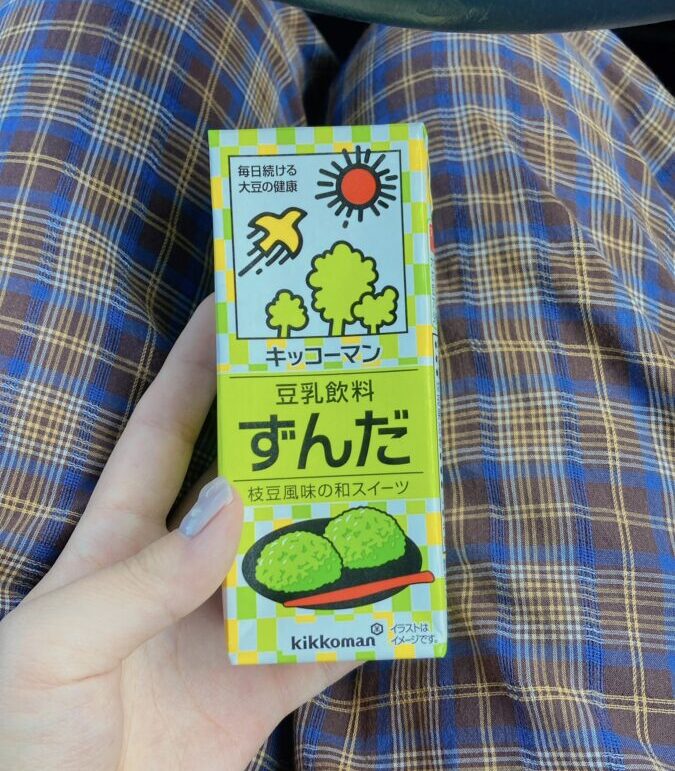 毎日続ける
大豆の健康
キッコーマン
豆乳飲料
ずんだ
枝豆風味の和スイーツ
kikkoman
イラストは
イメージです。